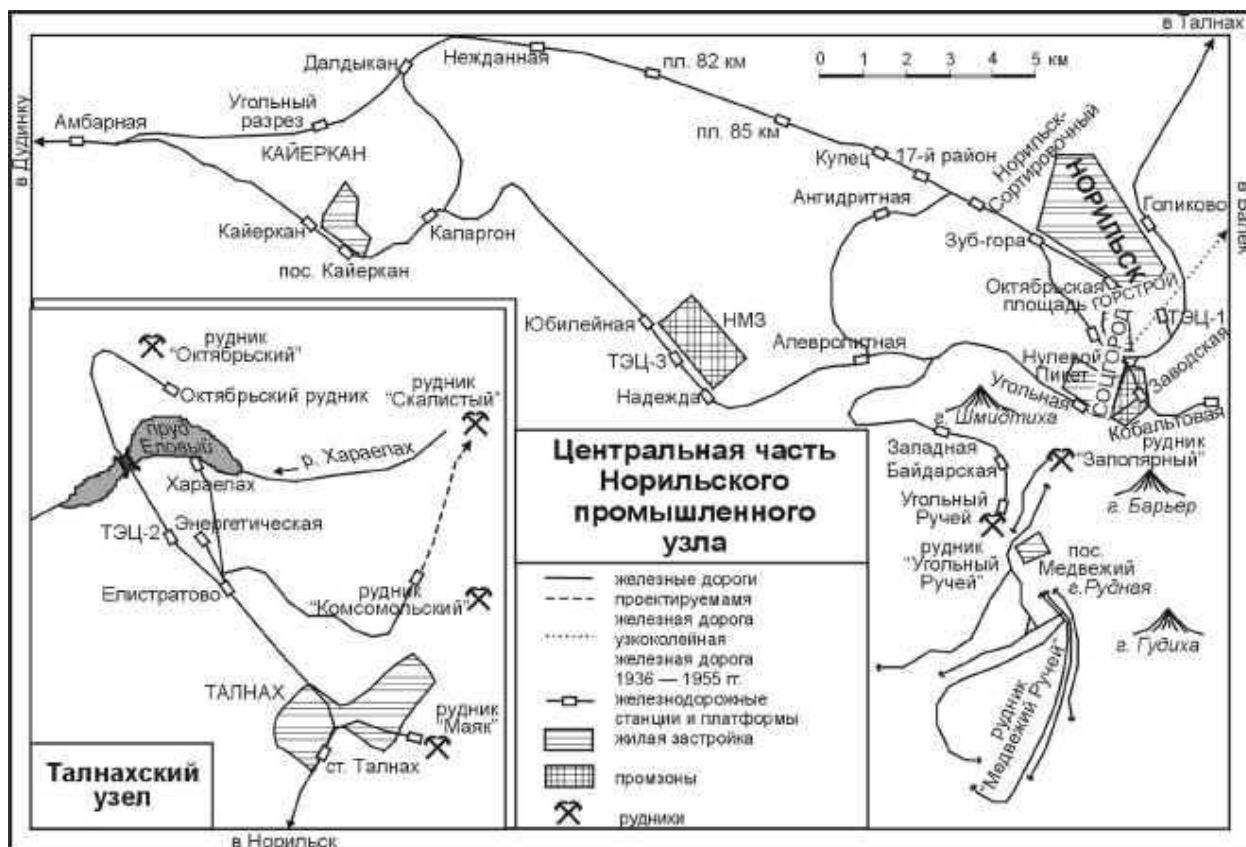 в Талнах
Нежданная
Далдыкан
пл. 82 км
0 1 2 3 4 5 км
в Дудинку
Амбарная
Угольный
разрез
КАЙЕРКАН
пл. 85 км
Купец
17-й район
Норильск-
Сортировочный
НОРИЛЬСК
Ангидритная
Голиково
в Валек
Кайеркан
Каларгон
Зуб-гора
пос. Кайеркан
Октябрьская
площадь
ГОРСТРОЙ
Юбилейная
НМЗ
ТЭЦ-1
ТЭЦ-3
Алевролитная
СОЦГОРОД
Нулевой
Пикет
Заводская
Надежда
Угольная
г.
Шмидтиха
Кобальтовая
рудник
"Заполярный"
Западная
Байдарская
г. Барьер
Угольный
Ручей
рудник
"Угольный
Ручей"
пос.
Медвежий
г.Рудная
г. Гудиха
рудник
"Медвежий Ручей"
рудник
"Октябрьский"
Октябрьский рудник
рудник
"Скалистый"
пруд
Еловый
р. Хараелах
Хараелах
Энергетическая
ТЭЦ-2
Елистратово
рудник
"Комсомольский"
ТАЛНАХ
рудник
"Маяк"
ст. Талнах
Талнахский
узел
в Норильск
Центральная часть
Норильского
промышленного
узла
железные дороги
проектируемамя
железная дорога
узкоколейная
железная дорога
1936 — 1955 гг.
железнодорожные
станции и платформы
жилая застройка
промзоны
рудники